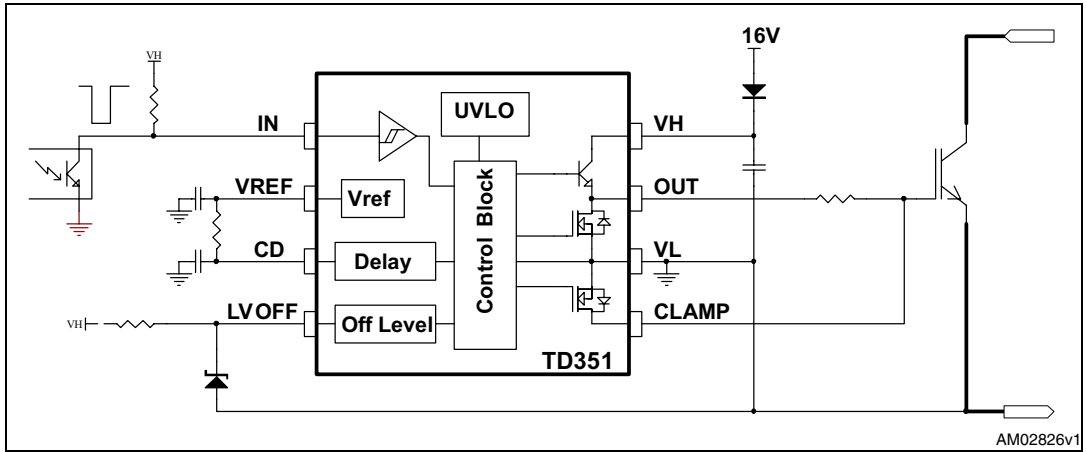 16V
VH
IN
UVLO
VH
VREF
Vref
Control Block
OUT
CD
Delay
VL
VH
LVOFF
Off Level
CLAMP
TD351
AM02826v1